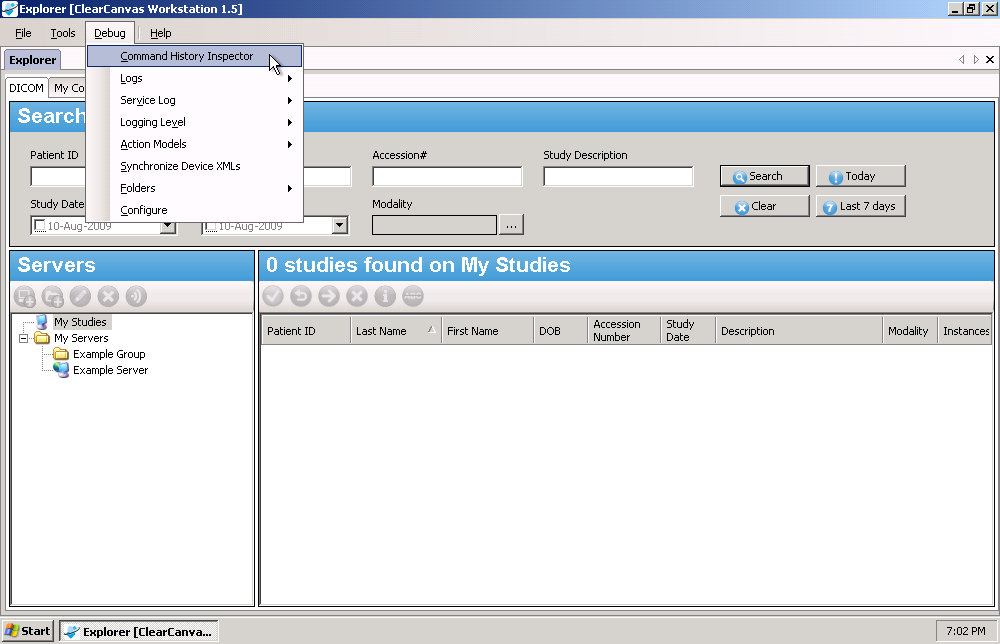 Explorer [ClearCanvas Workstation 1.5]
File Tools Debug Help
Explorer
DICOM My Co
Command History Inspector
Logs
Service Log
Logging Level
Action Models
Synchronize Device XMLs
Folders
Configure
Search
Patient ID Accession# Study Description
Search Today
Study Date Modality
10-Aug-2009 10-Aug-2009 ...
Clear Last 7 days
Servers
0 studies found on My Studies
My Studies
My Servers
Example Group
Example Server
Patient ID Last Name First Name DOB Accession Number Study Date Description Modality Instances
Start Explorer [ClearCanva... 7:02 PM